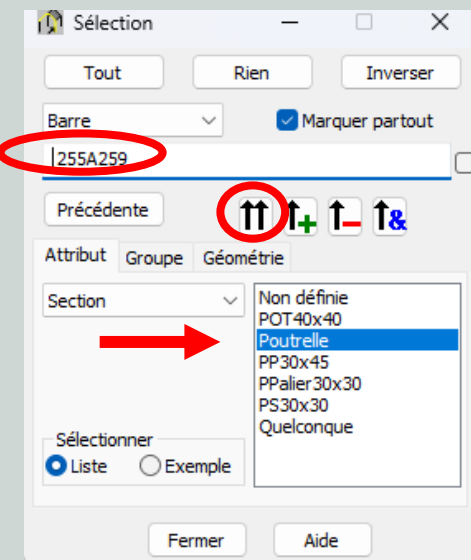 Sélection
Tout Rien Inverser
Barre Marquer partout
255A259
Précédente
Attribut Groupe Géométrie
Section
Non définie
POT40x40
Poutrelle
PP30x45
PPalier30x30
PS30x30
Quelconque
Sélectionner
Liste Exemple
Fermer Aide